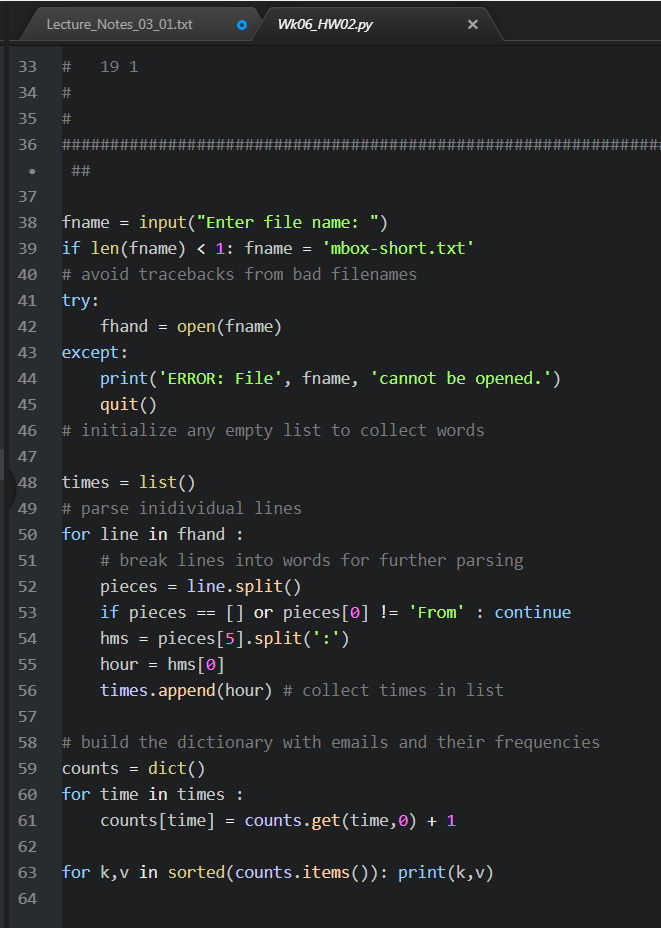 Lecture_Notes_03_01.txt Wk06_HW02.py ×
33 #   19 1
34 #
35 #
36 ##############################################################
• ##
37
38 fname = input("Enter file name: ")
39 if len(fname) < 1: fname = 'mbox-short.txt'
40 # avoid tracebacks from bad filenames
41 try:
42     fhand = open(fname)
43 except:
44     print('ERROR: File', fname, 'cannot be opened.')
45     quit()
46 # initialize any empty list to collect words
47
48 times = list()
49 # parse inidividual lines
50 for line in fhand :
51     # break lines into words for further parsing
52     pieces = line.split()
53     if pieces == [] or pieces[0] != 'From' : continue
54     hms = pieces[5].split(':')
55     hour = hms[0]
56     times.append(hour) # collect times in list
57
58 # build the dictionary with emails and their frequencies
59 counts = dict()
60 for time in times :
61     counts[time] = counts.get(time,0) + 1
62
63 for k,v in sorted(counts.items()): print(k,v)
64